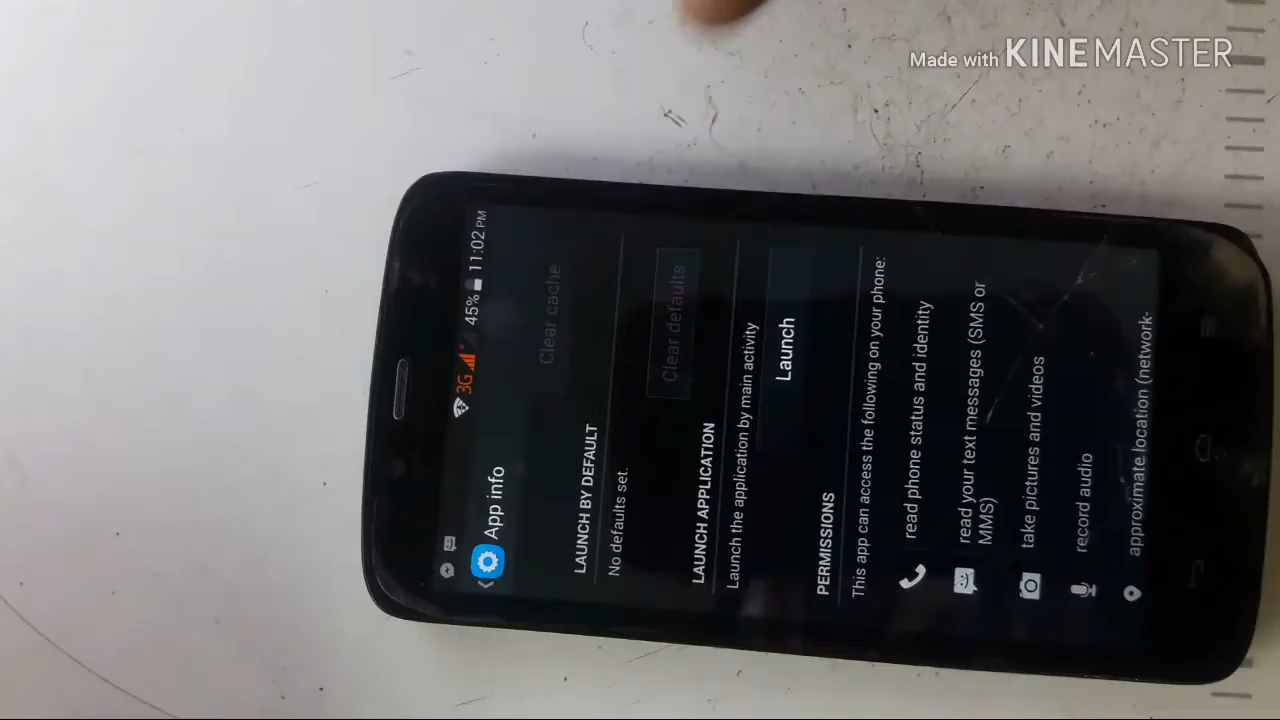 Made with KINEMASTER
3G 45% 11:02 PM
App info
Clear cache
LAUNCH BY DEFAULT
No defaults set.
Clear defaults
LAUNCH APPLICATION
Launch the application by main activity
Launch
PERMISSIONS
This app can access the following on your phone:
read phone status and identity
read your text messages (SMS or
MMS)
take pictures and videos
record audio
approximate location (network-